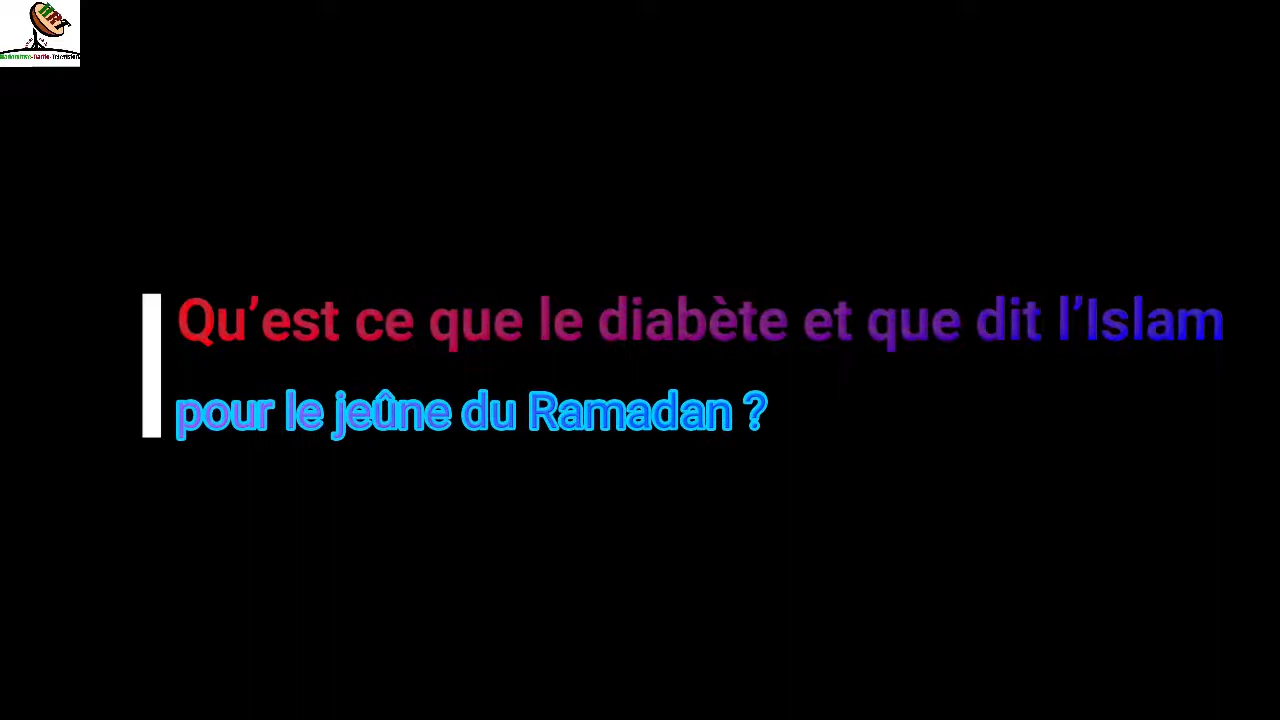 Qu’est ce que le diabète et que dit l’Islam
pour le jeûne du Ramadan ?